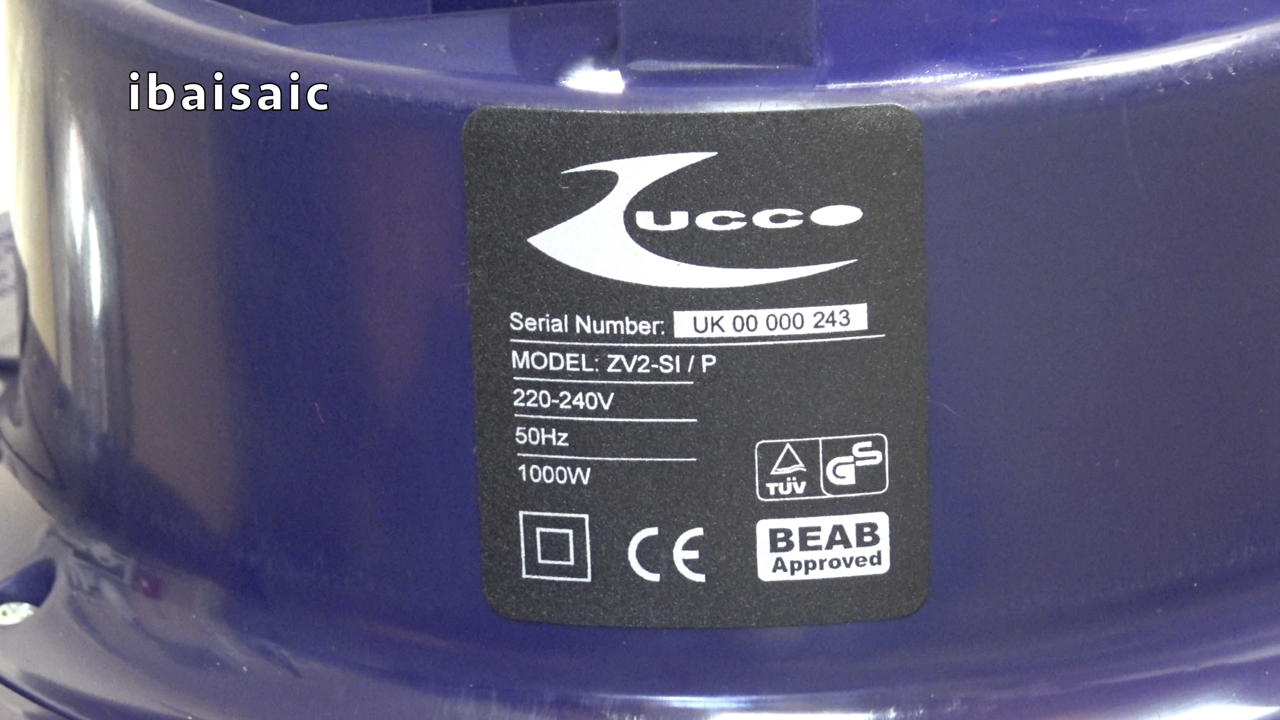 ibaisaic
ZUCCO
Serial Number: UK 00 000 243
MODEL: ZV2-SI / P
220-240V
50Hz
1000W
TÜV GS
CE
BEAB
Approved